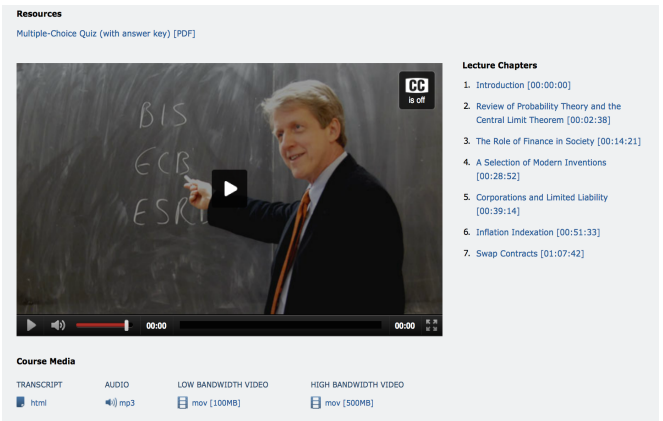 Resources
Multiple-Choice Quiz (with answer key) [PDF]
CC
is off
BIS
ECB
ESR
00:00
00:00
Lecture Chapters
1. Introduction [00:00:00]
2. Review of Probability Theory and the
Central Limit Theorem [00:02:38]
3. The Role of Finance in Society [00:14:21]
4. A Selection of Modern Inventions
[00:28:52]
5. Corporations and Limited Liability
[00:39:14]
6. Inflation Indexation [00:51:33]
7. Swap Contracts [01:07:42]
Course Media
TRANSCRIPT AUDIO LOW BANDWIDTH VIDEO HIGH BANDWIDTH VIDEO
html mp3 mov [100MB] mov [500MB]